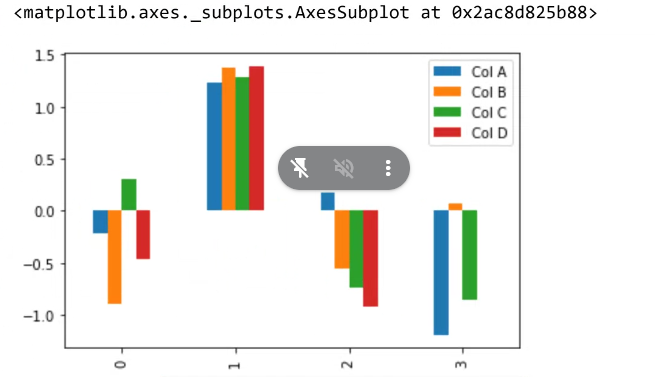 <matplotlib.axes._subplots.AxesSubplot at 0x2ac8d825b88>
1.5
1.0
0.5
0.0
−0.5
−1.0
Col A
Col B
Col C
Col D
0
1
2
3